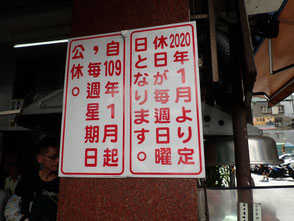 2020年1月より定
休日が毎週日曜
日となります。
自109年1月起
，每週星期日
公休。